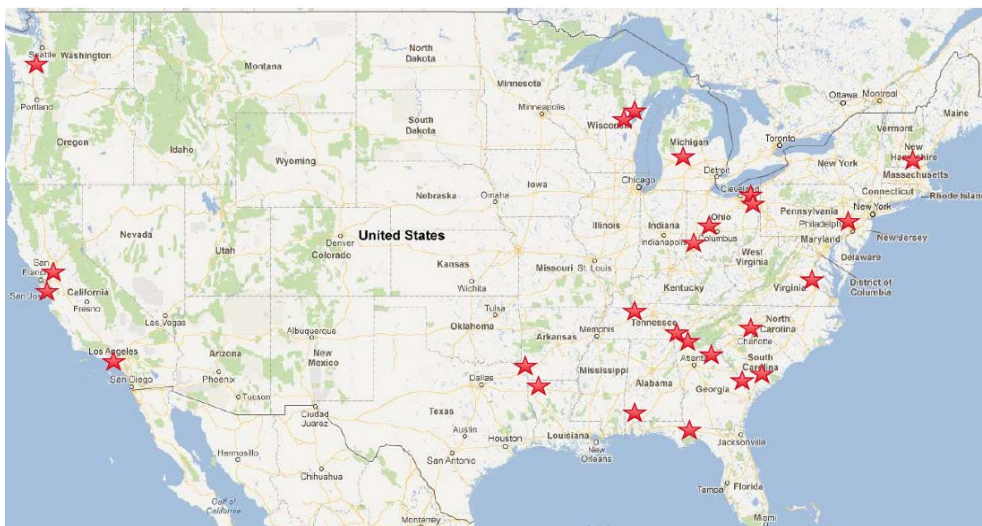 Seattle
Washington
Montana
North
Dakota
Minnesota
Ottawa
Montreal
Maine
Portland
Oregon
Idaho
Wyoming
South
Dakota
Minneapolis
Wisconsin
Michigan
Toronto
Vermont
New
Hampshire
Massachusetts
Detroit
New York
Connecticut
Rhode Island
Nebraska
Omaha
Iowa
Chicago
Cleveland
Pennsylvania
New York
Nevada
Utah
Denver
Colorado
United States
Kansas
Missouri
St. Louis
Illinois
Indiana
Indianapolis
Ohio
Columbus
West
Virginia
Philadelphi
Maryland
New Jersey
Delaware
District of
Columbia
San
Franc
San Jos
California
Fresno
Las Vegas
Wichita
Kentucky
Virginia
Los Angeles
San Diego
Arizona
Phoenix
Tucson
Albuquerque
New
Mexico
Tulsa
Oklahoma
Arkansas
Memphis
Tennessee
North
Carolina
Charlotte
South
Carolina
Atlant
Georgia
Alabama
Mississippi
Dallas
Texas
Austin
Houston
San Antonio
Louisiana
New
Orleans
Jacksonville
Ciudad
Juarez
Hermosillo
Chihuahua
Gulf of
California
Monterrey
Tampa
Florida
Miami